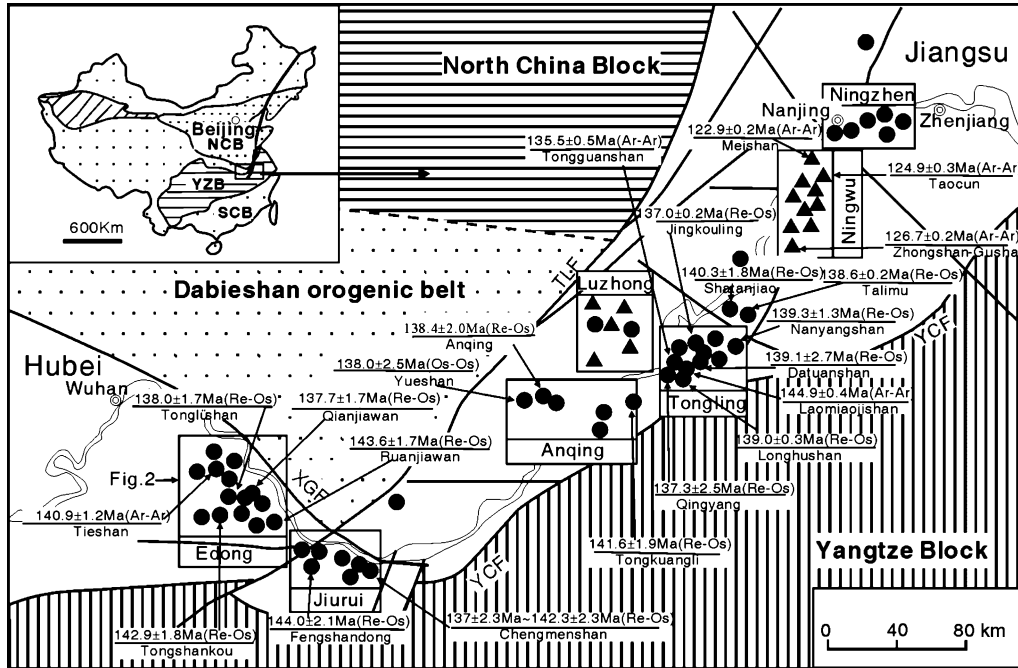 North China Block
Jiangsu
Ningzhen
Nanjing
Zhenjiang
Beijing
NCB
YZB
SCB
600Km
135.5±0.5Ma(Ar-Ar)
Tongguanshan
122.9±0.2Ma(Ar-Ar)
Meishan
124.9±0.3Ma(Ar-Ar)
Taocun
Ningwu
137.0±0.2Ma(Re-Os)
Jingkouling
126.7±0.2Ma(Ar-Ar)
Zhongshan-Gusha
Dabieshan orogenic belt
TLF
Luzhong
140.3±1.8Ma(Re-Os)
Shatanjiao
138.6±0.2Ma(Re-Os)
Talimu
YCF
139.3±1.3Ma(Re-Os)
Nanyangshan
138.4±2.0Ma(Re-Os)
Anqing
139.1±2.7Ma(Re-Os)
Datuanshan
Hubei
Wuhan
138.0±2.5Ma(Os-Os)
Yueshan
144.9±0.4Ma(Ar-Ar)
Laomiaojishan
Tongling
138.0±1.7Ma(Re-Os)
Tonglushan
137.7±1.7Ma(Re-Os)
Qianjiawan
139.0±0.3Ma(Re-Os)
Longhushan
143.6±1.7Ma(Re-Os)
Ruanjiawan
Anqing
Fig.2
XGF
137.3±2.5Ma(Re-Os)
Qingyang
140.9±1.2Ma(Ar-Ar)
Tieshan
Edong
141.6±1.9Ma(Re-Os)
Tongkuangli
Yangtze Block
YCF
Jiurui
144.0±2.1Ma(Re-Os)
Fengshandong
137±2.3Ma~142.3±2.3Ma(Re-Os)
Chengmenshan
142.9±1.8Ma(Re-Os)
Tongshankou
0 40 80 km